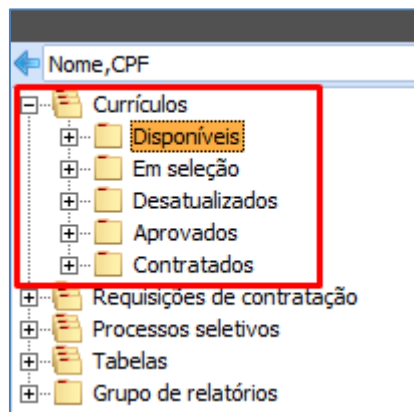 Nome,CPF
Currículos
Disponíveis
Em seleção
Desatualizados
Aprovados
Contratados
Requisições de contratação
Processos seletivos
Tabelas
Grupo de relatórios